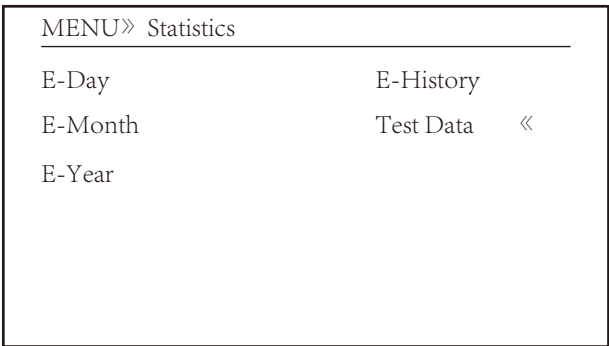 MENU» Statistics
E-Day E-History
E-Month Test Data «
E-Year